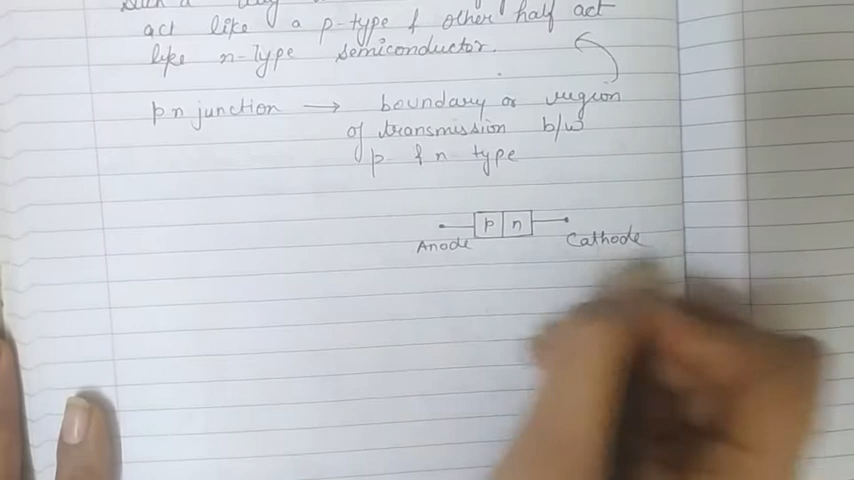 act like a p-type & other half act
like n-type semiconductor.
pn junction → boundary or region
of transmission b/w
p & n type
p n
Anode Cathode